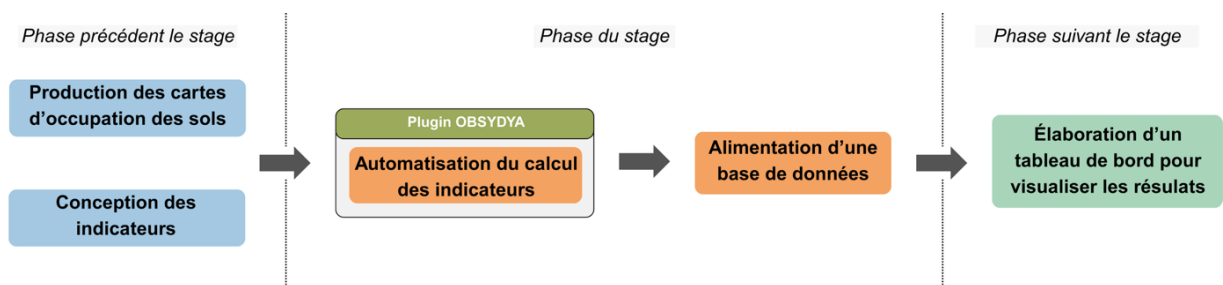 Phase précédent le stage
Phase du stage
Phase suivant le stage
Production des cartes
d'occupation des sols
Conception des
indicateurs
Plugin OBSYDYA
Automatisation du calcul
des indicateurs
Alimentation d'une
base de données
Élaboration d'un
tableau de bord pour
visualiser les résulats